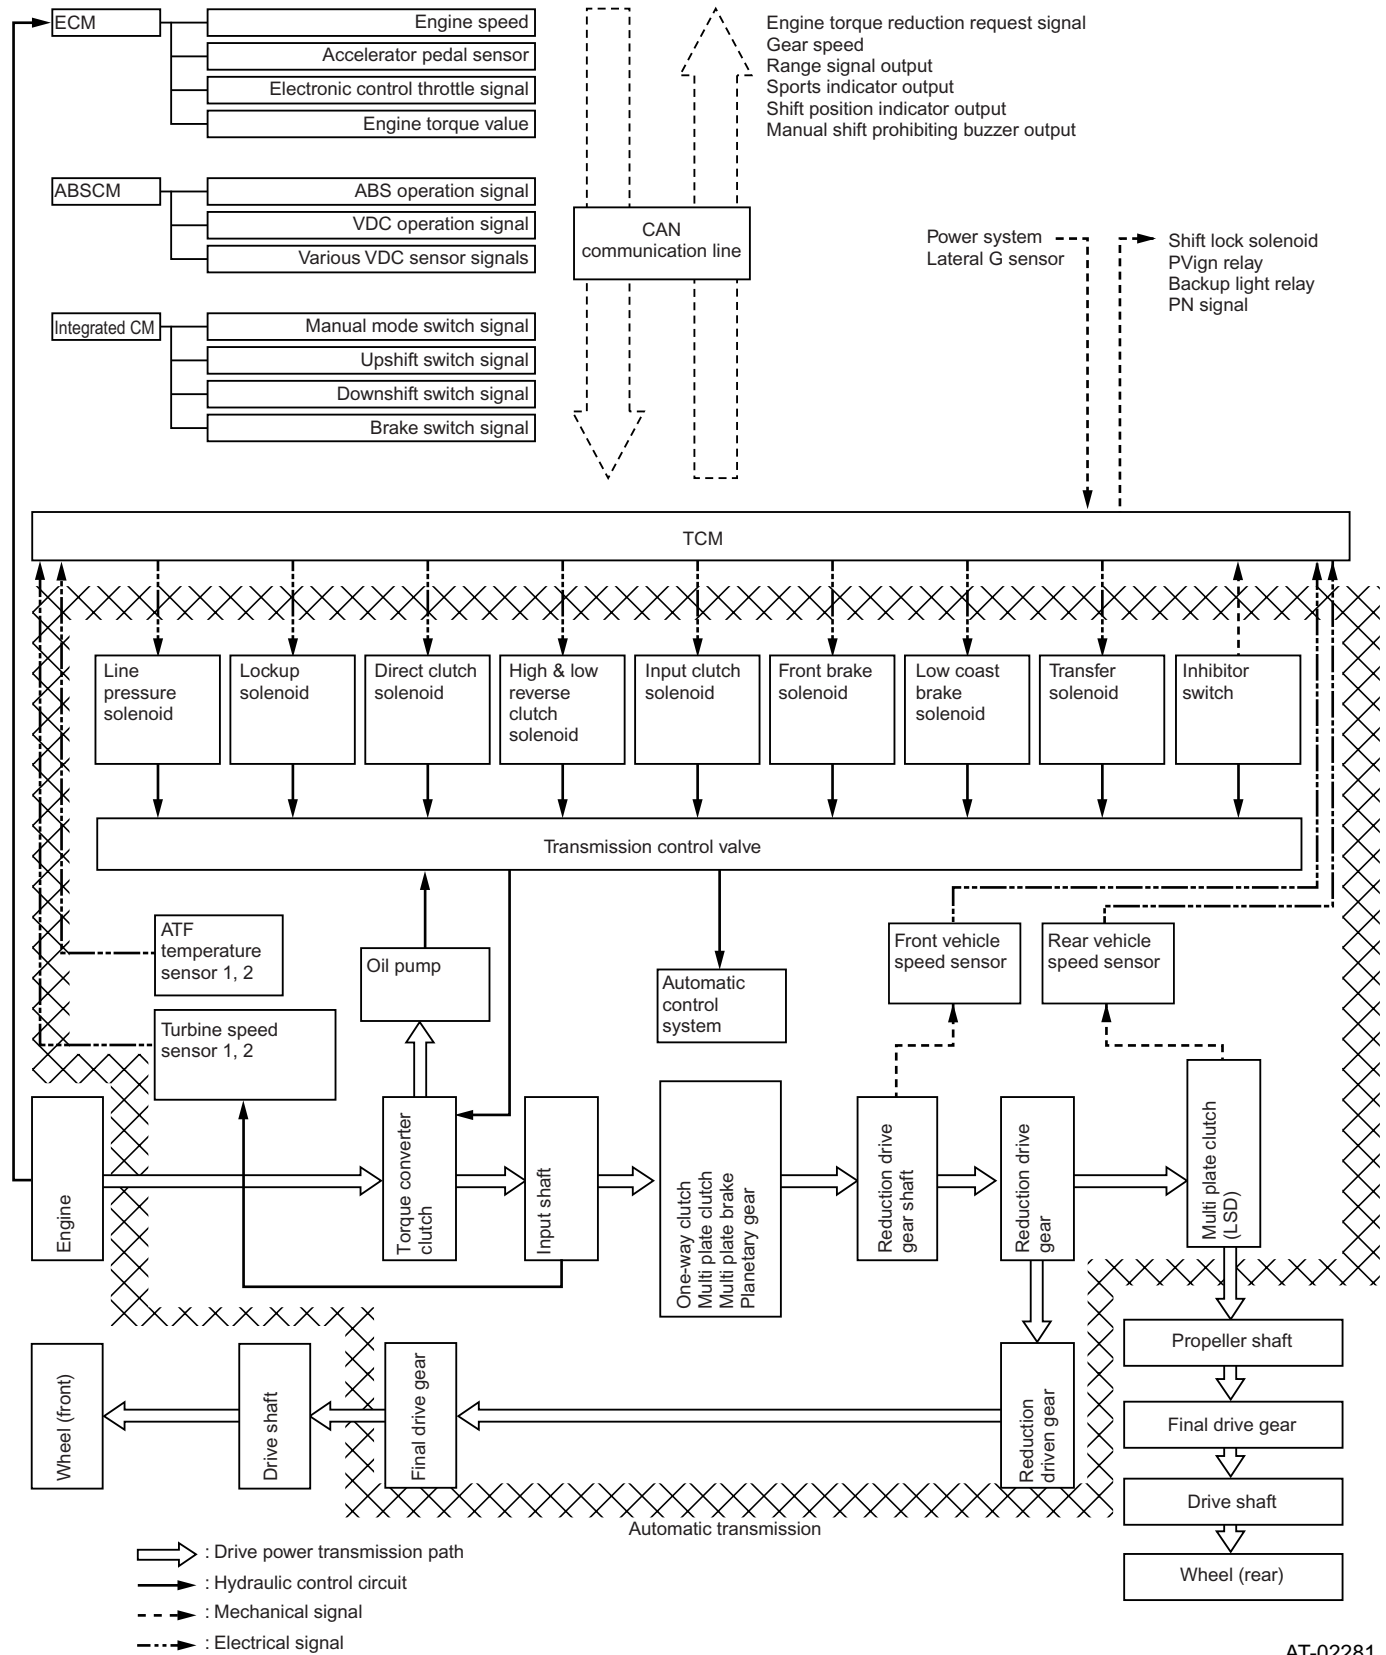 ECM
Engine speed
Accelerator pedal sensor
Electronic control throttle signal
Engine torque value
Engine torque reduction request signal
Gear speed
Range signal output
Sports indicator output
Shift position indicator output
Manual shift prohibiting buzzer output
ABSCM
ABS operation signal
VDC operation signal
Various VDC sensor signals
CAN
communication line
Power system
Lateral G sensor
Shift lock solenoid
PVign relay
Backup light relay
PN signal
Integrated CM
Manual mode switch signal
Upshift switch signal
Downshift switch signal
Brake switch signal
TCM
Line
pressure
solenoid
Lockup
solenoid
Direct clutch
solenoid
High & low
reverse
clutch
solenoid
Input clutch
solenoid
Front brake
solenoid
Low coast
brake
solenoid
Transfer
solenoid
Inhibitor
switch
Transmission control valve
ATF
temperature
sensor 1, 2
Oil pump
Automatic
control
system
Front vehicle
speed sensor
Rear vehicle
speed sensor
Turbine speed
sensor 1, 2
Engine
Torque converter
clutch
Input shaft
One-way clutch
Multi plate clutch
Multi plate brake
Planetary gear
Reduction drive
gear shaft
Reduction drive
gear
Multi plate clutch
(LSD)
Wheel (front)
Drive shaft
Final drive gear
Reduction
driven gear
Propeller shaft
Final drive gear
Drive shaft
Wheel (rear)
Automatic transmission
: Drive power transmission path
: Hydraulic control circuit
: Mechanical signal
: Electrical signal
AT-02281